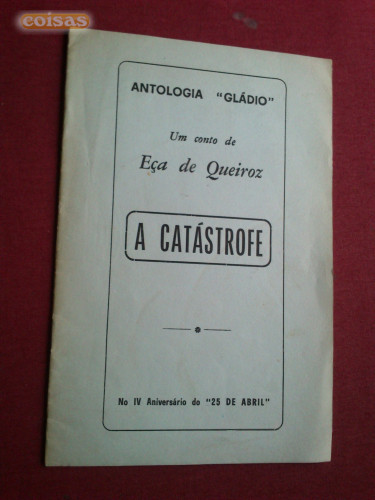 coisas
ANTOLOGIA "GLÁDIO"
Um conto de
Eça de Queiroz
A CATÁSTROFE
No IV Aniversário do "25 DE ABRIL"